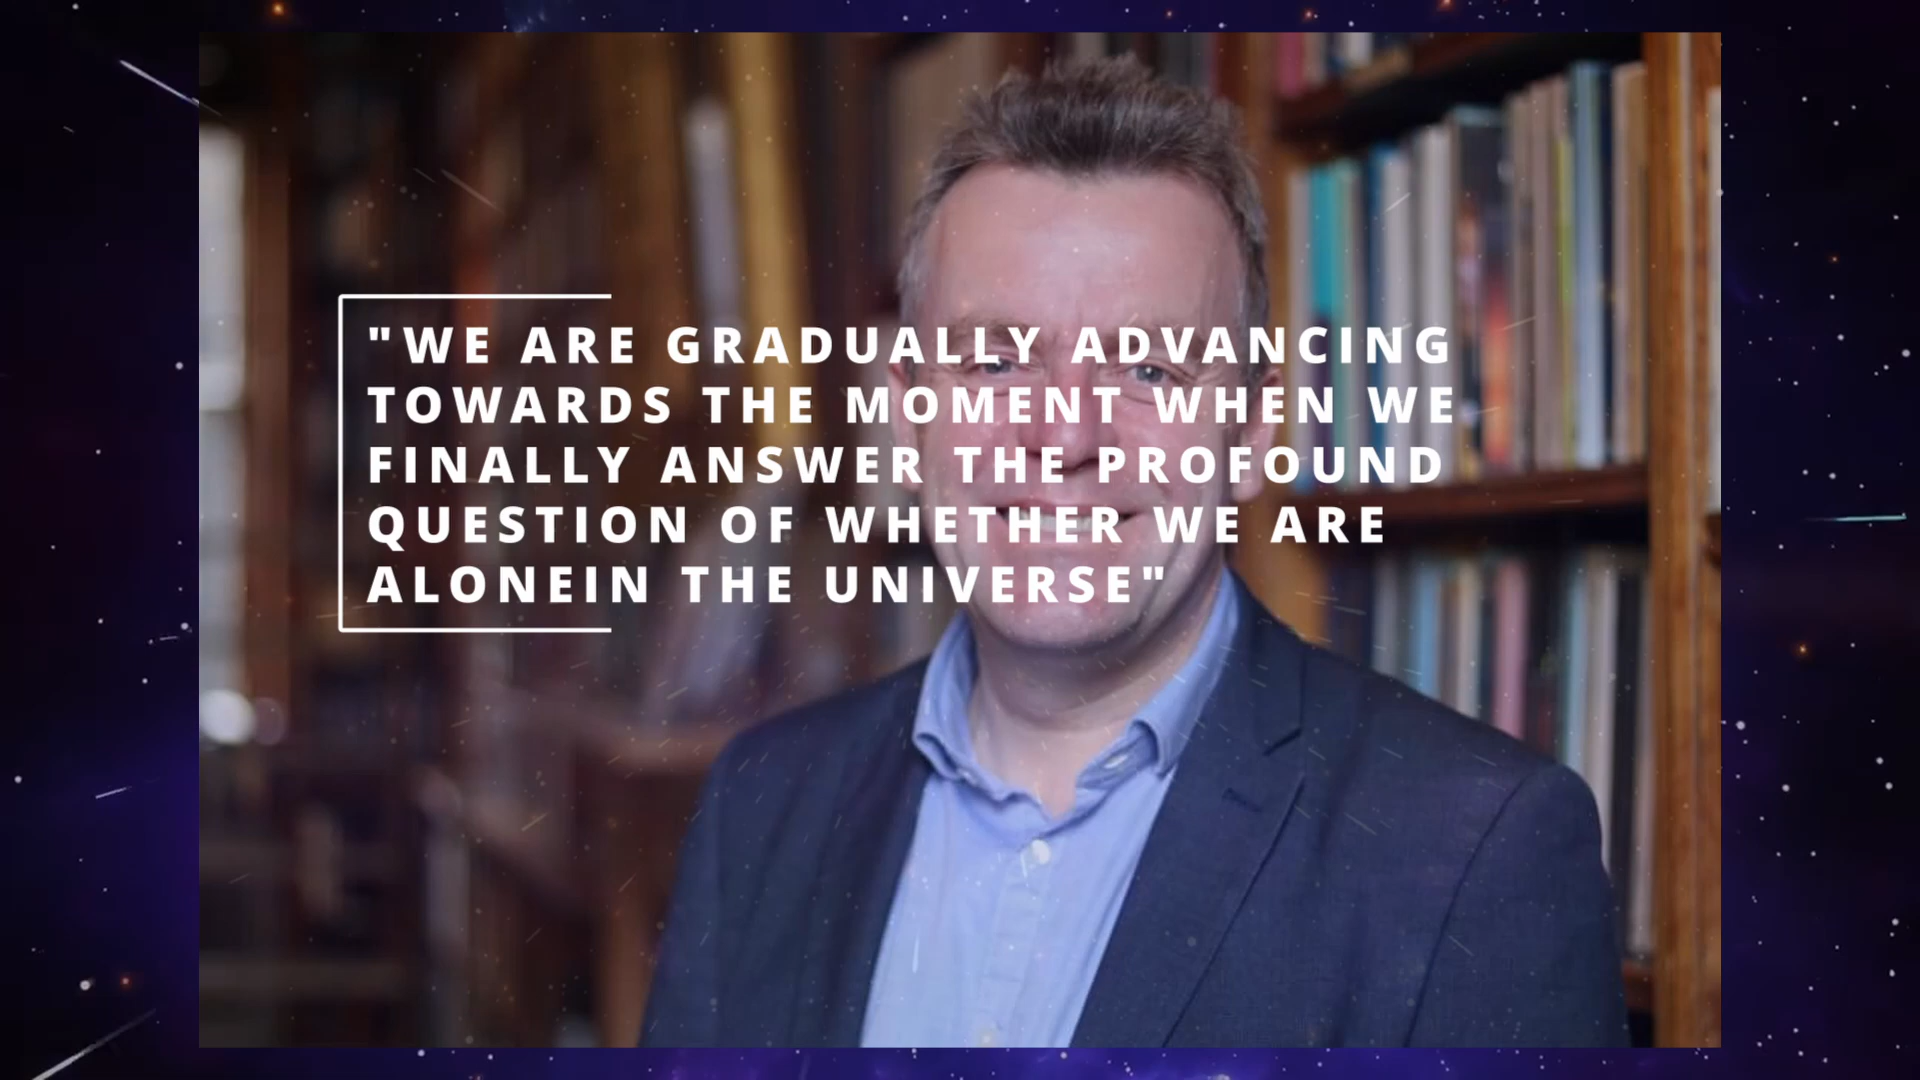 "WE ARE GRADUALLY ADVANCING
TOWARDS THE MOMENT WHEN WE
FINALLY ANSWER THE PROFOUND
QUESTION OF WHETHER WE ARE
ALONEIN THE UNIVERSE"